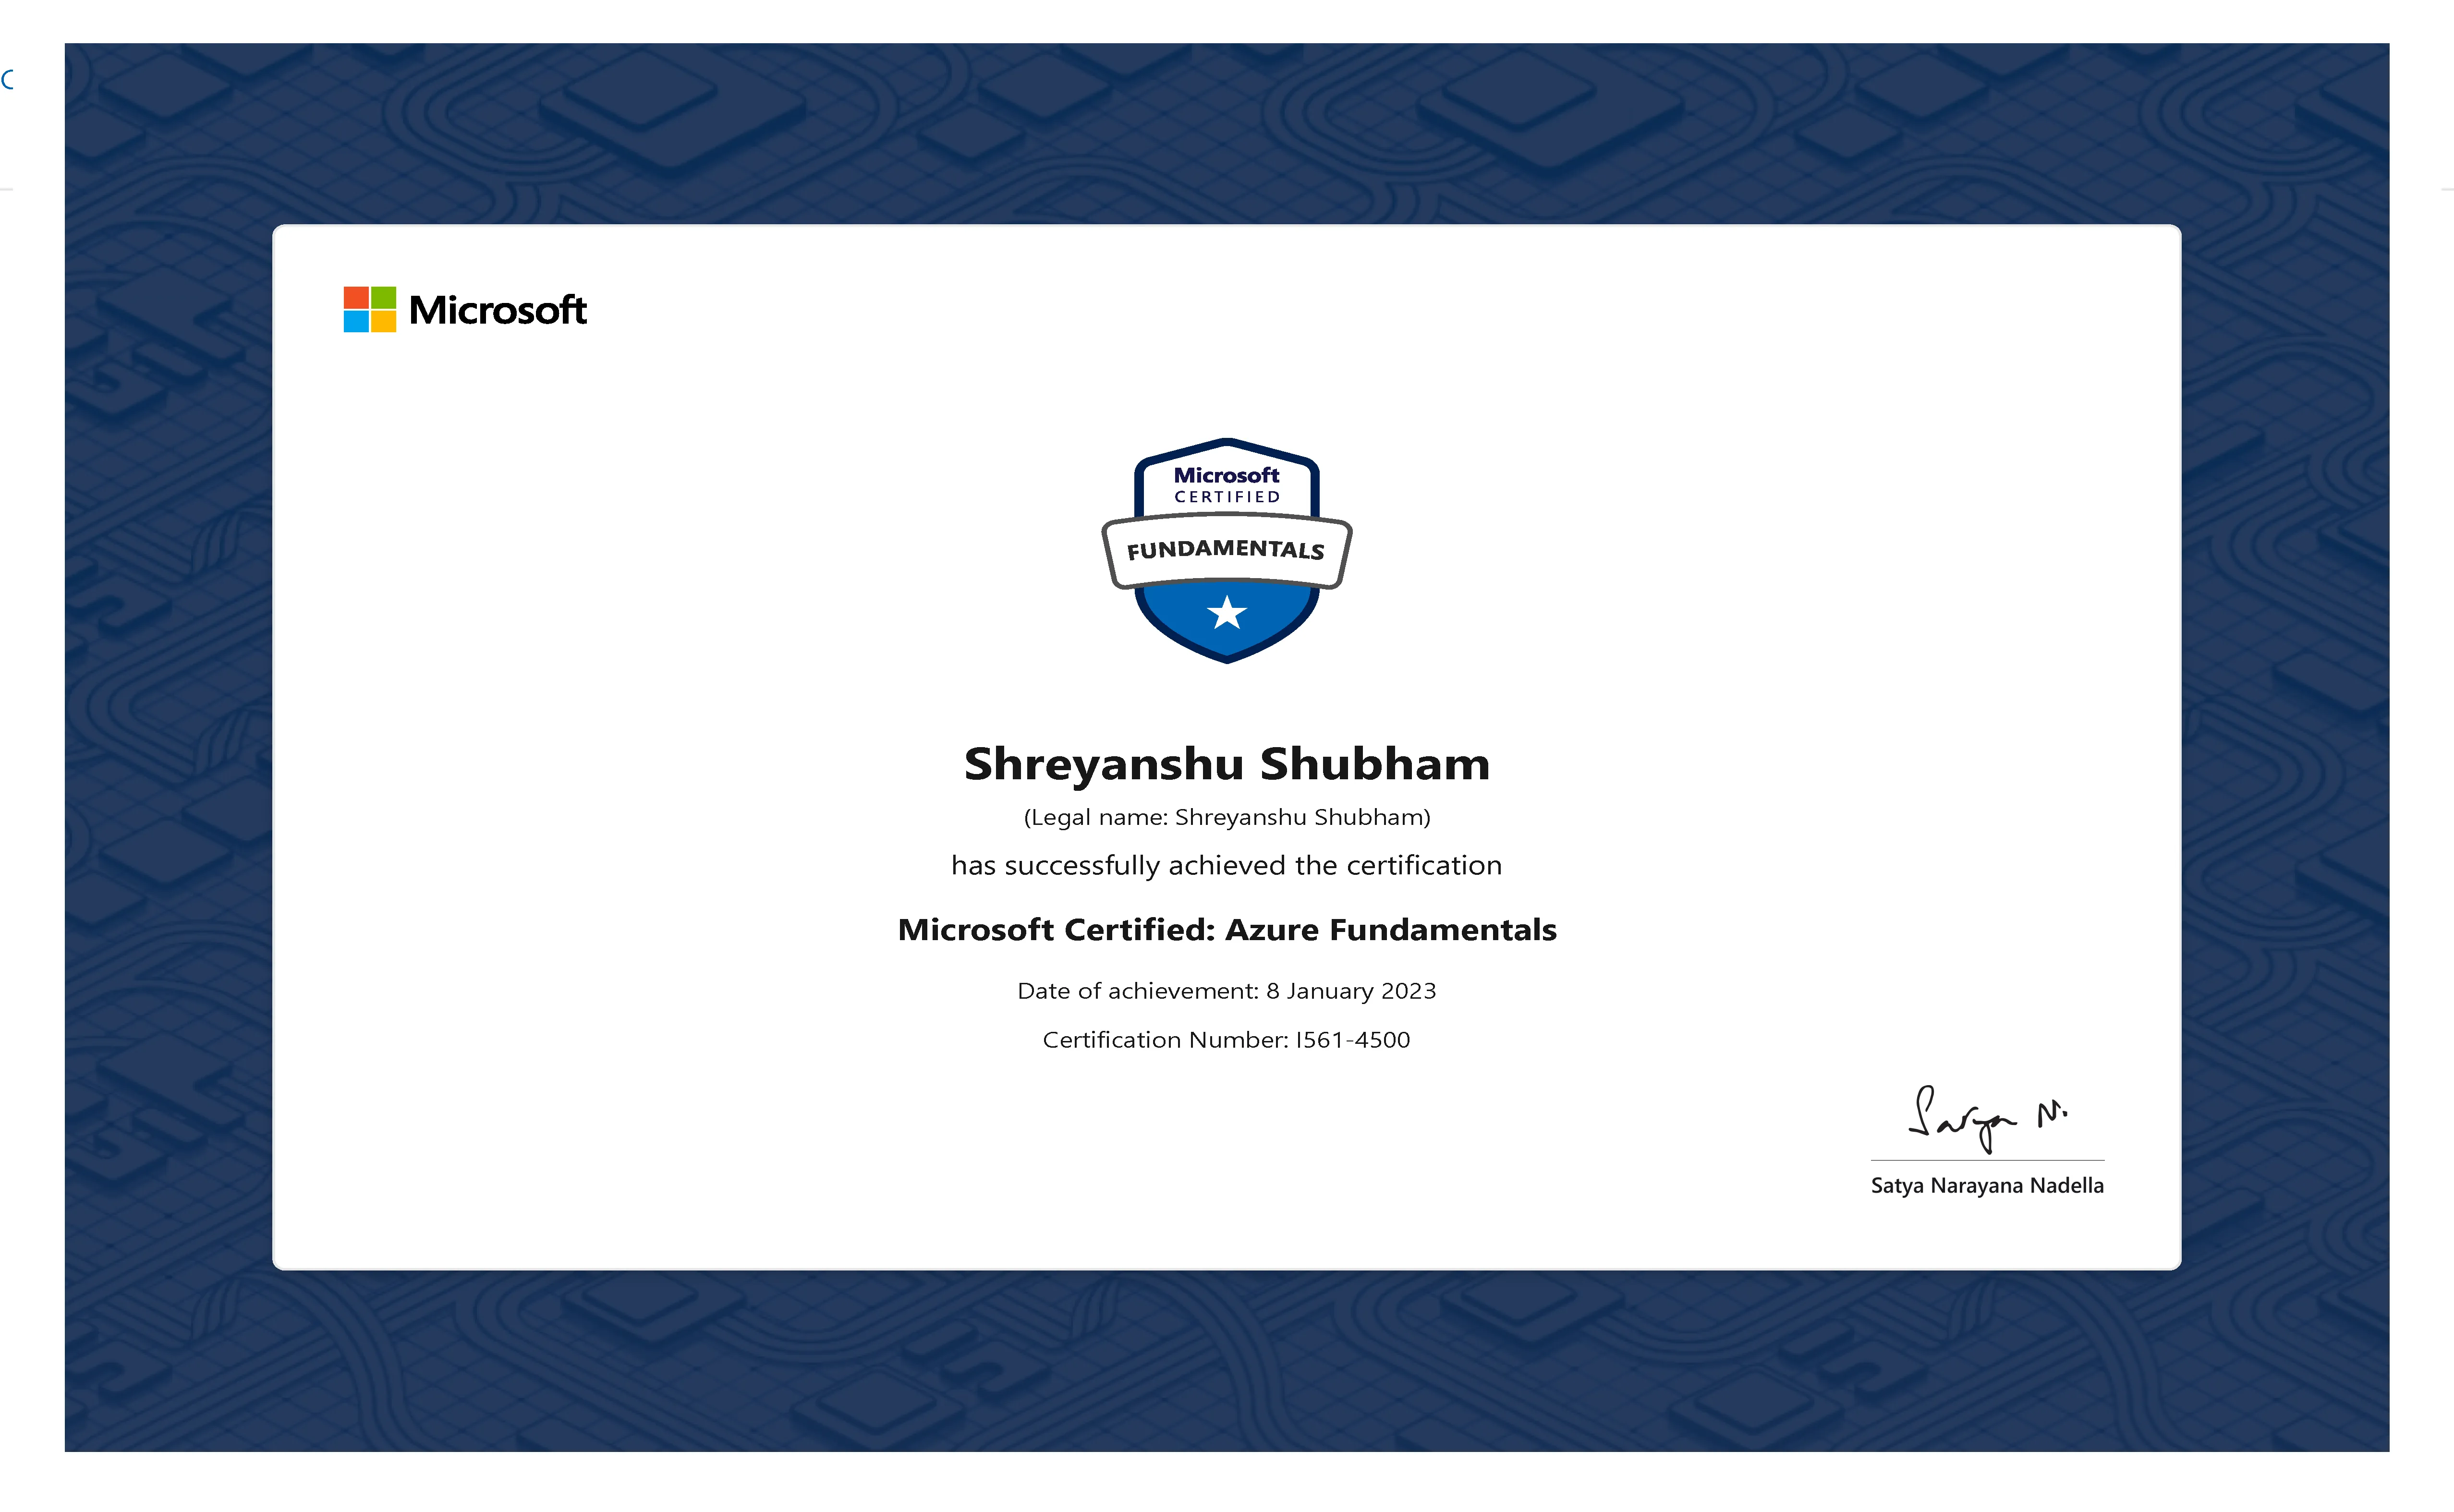 Microsoft
Microsoft
CERTIFIED
FUNDAMENTALS
Shreyanshu Shubham
(Legal name: Shreyanshu Shubham)
has successfully achieved the certification
Microsoft Certified: Azure Fundamentals
Date of achievement: 8 January 2023
Certification Number: I561-4500
Satya N.
Satya Narayana Nadella